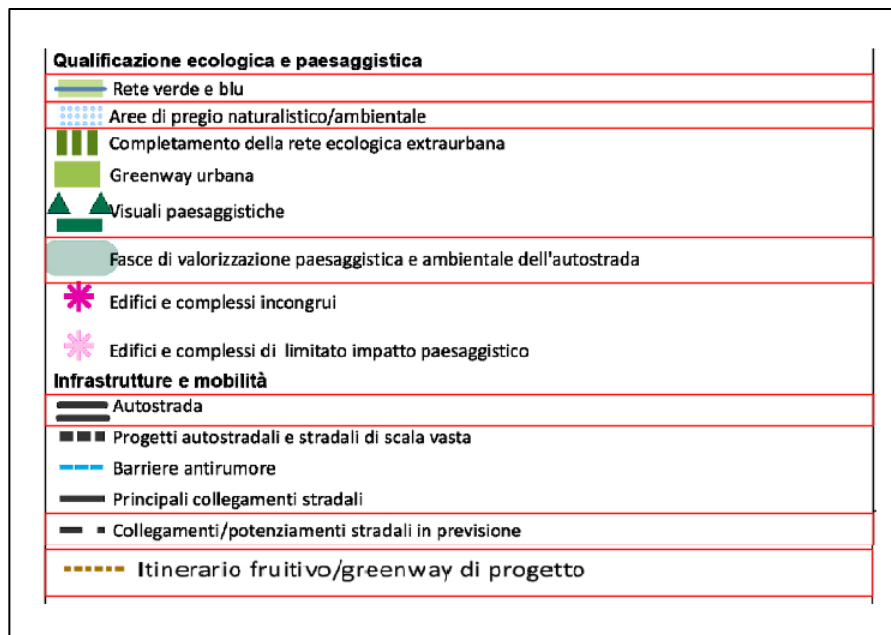 Qualificazione ecologica e paesaggistica
Rete verde e blu
Aree di pregio naturalistico/ambientale
Completamento della rete ecologica extraurbana
Greenway urbana
Visuali paesaggistiche
Fasce di valorizzazione paesaggistica e ambientale dell'autostrada
Edifici e complessi incongrui
Edifici e complessi di limitato impatto paesaggistico
Infrastrutture e mobilità
Autostrada
Progetti autostradali e stradali di scala vasta
Barriere antirumore
Principali collegamenti stradali
Collegamenti/potenziamenti stradali in previsione
Itinerario fruitivo/greenway di progetto